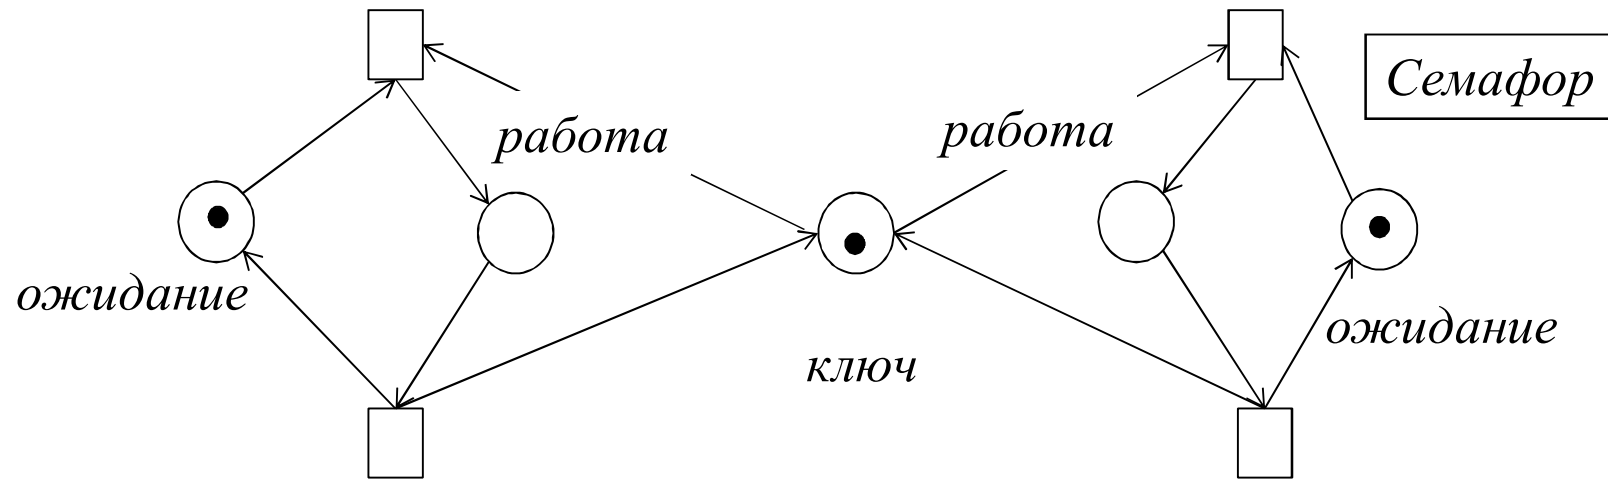 Семафор
работа
работа
ожидание
ожидание
ключ